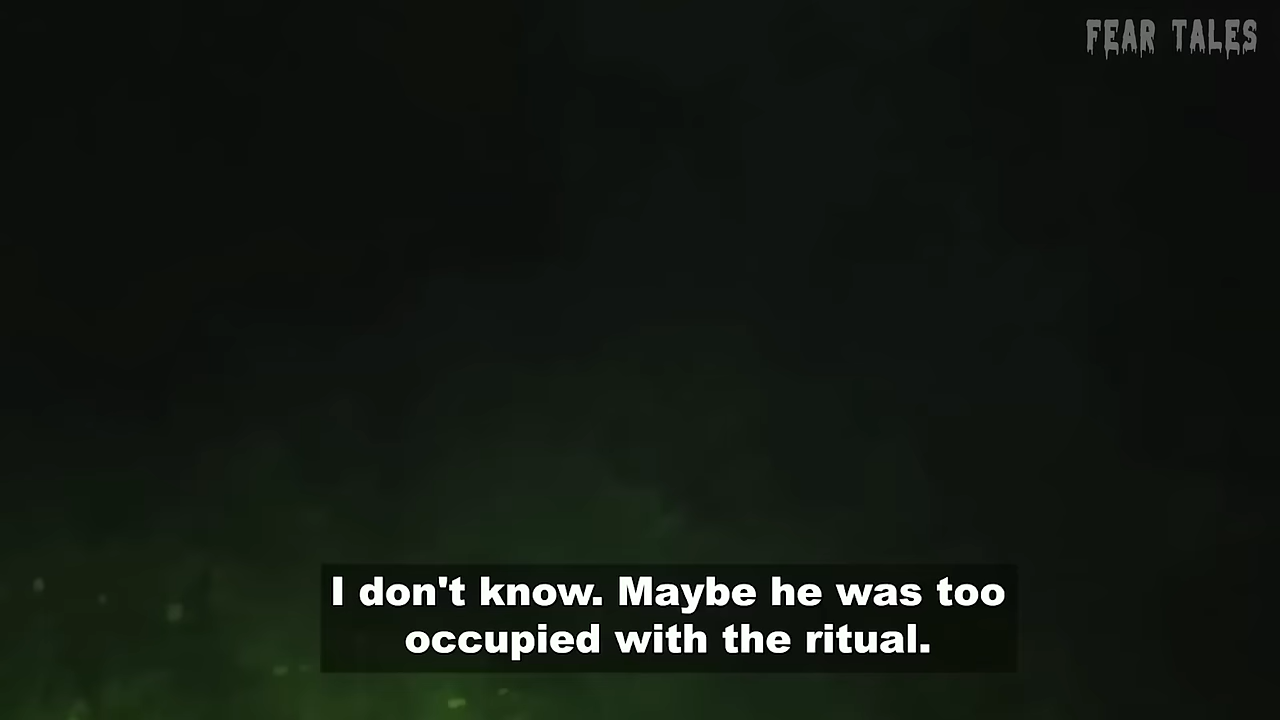 FEAR TALES
I don't know. Maybe he was too
occupied with the ritual.